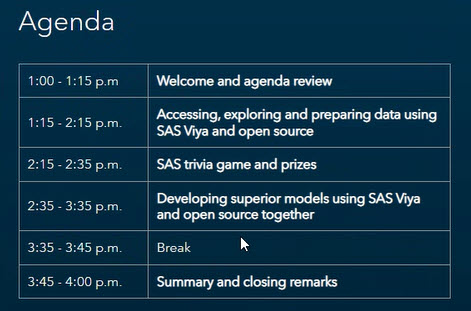 Agenda
1:00 - 1:15 p.m Welcome and agenda review
1:15 - 2:15 p.m. Accessing, exploring and preparing data using
SAS Viya and open source
2:15 - 2:35 p.m. SAS trivia game and prizes
2:35 - 3:35 p.m. Developing superior models using SAS Viya
and open source together
3:35 - 3:45 p.m. Break
3:45 - 4:00 p.m. Summary and closing remarks